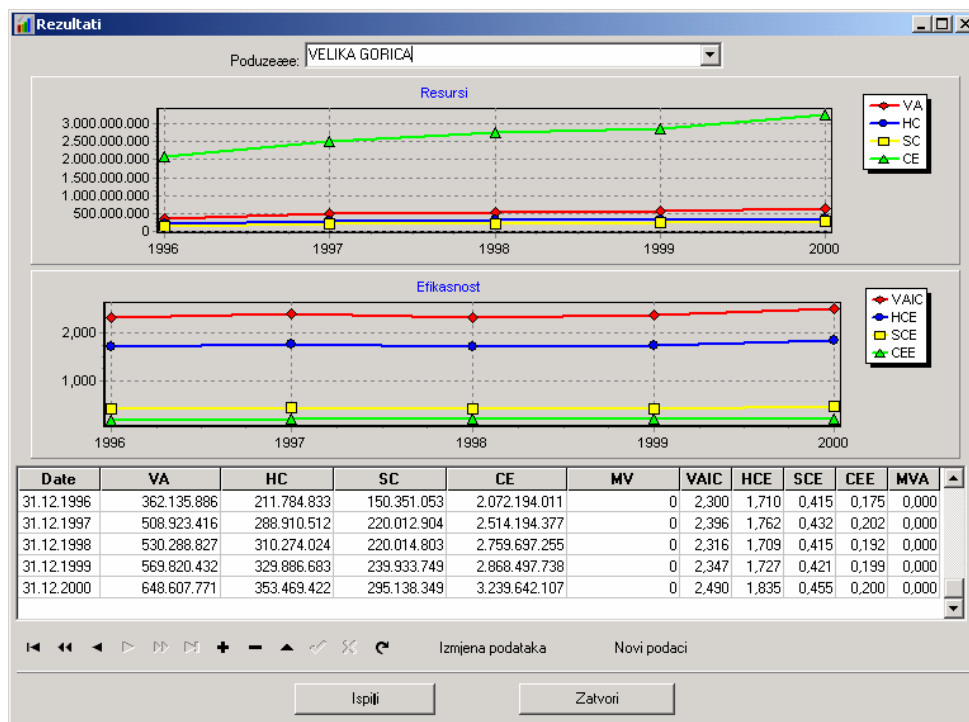 Rezultati
Poduzeæe: VELIKA GORICA
Resursi
3.000.000.000
2.500.000.000
2.000.000.000
1.500.000.000
1.000.000.000
500.000.000
0
1996 1997 1998 1999 2000
VA
HC
SC
CE
Efikasnost
2,000
1,000
1996 1997 1998 1999 2000
VAIC
HCE
SCE
CEE
Date VA HC SC CE MV VAIC HCE SCE CEE MVA
31.12.1996 362.135.886 211.784.833 150.351.053 2.072.194.011 0 2,300 1,710 0,415 0,175 0,000
31.12.1997 508.923.416 288.910.512 220.012.904 2.514.194.377 0 2,396 1,762 0,432 0,202 0,000
31.12.1998 530.288.827 310.274.024 220.014.803 2.759.697.255 0 2,316 1,709 0,415 0,192 0,000
31.12.1999 569.820.432 329.886.683 239.933.749 2.868.497.738 0 2,347 1,727 0,421 0,199 0,000
31.12.2000 648.607.771 353.469.422 295.138.349 3.239.642.107 0 2,490 1,835 0,455 0,200 0,000
Izmjena podataka Novi podaci
Ispiši Zatvori